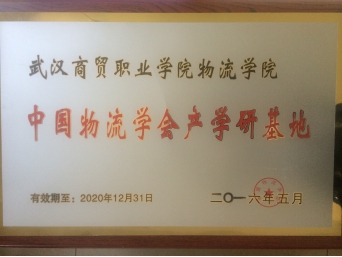 武汉商贸职业学院物流学院
中国物流学会产学研基地
有效期至：2020年12月31日
二〇一六年五月